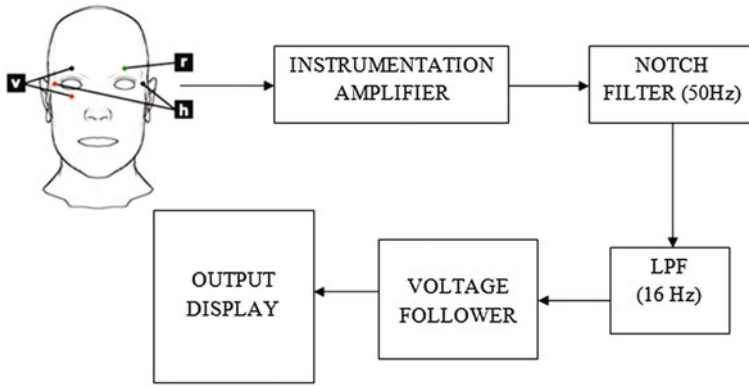 v
r
h
INSTRUMENTATION
AMPLIFIER
NOTCH
FILTER (50Hz)
LPF
(16 Hz)
VOLTAGE
FOLLOWER
OUTPUT
DISPLAY